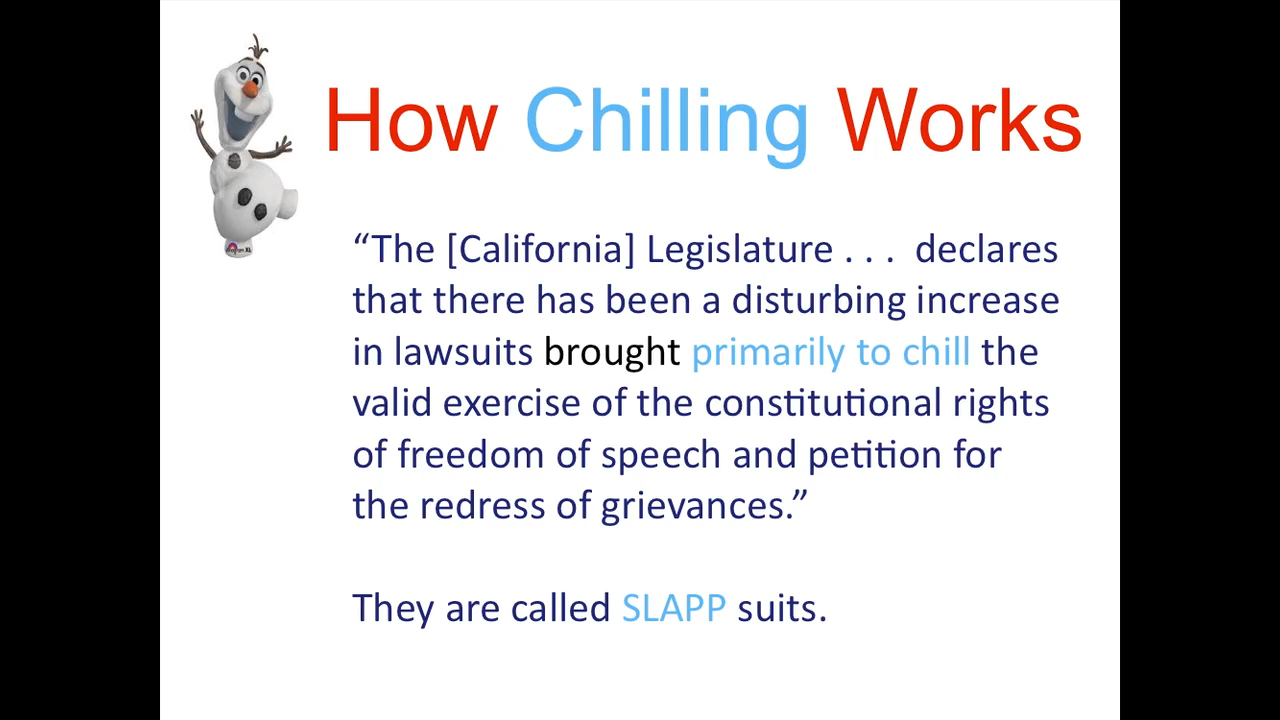 How Chilling Works
“The [California] Legislature . . .  declares
that there has been a disturbing increase
in lawsuits brought primarily to chill the
valid exercise of the constitutional rights
of freedom of speech and petition for
the redress of grievances.”
They are called SLAPP suits.
XL